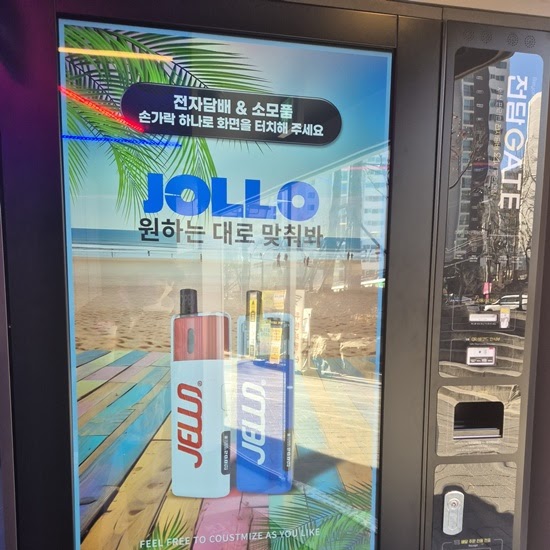 전자담배 & 소모품
손가락 하나로 화면을 터치해 주세요
JOLLO
원하는 대로 맞춰봐
JELLO
JELLO
FEEL FREE TO COUSTMIZE AS YOU LIKE
전담GATE